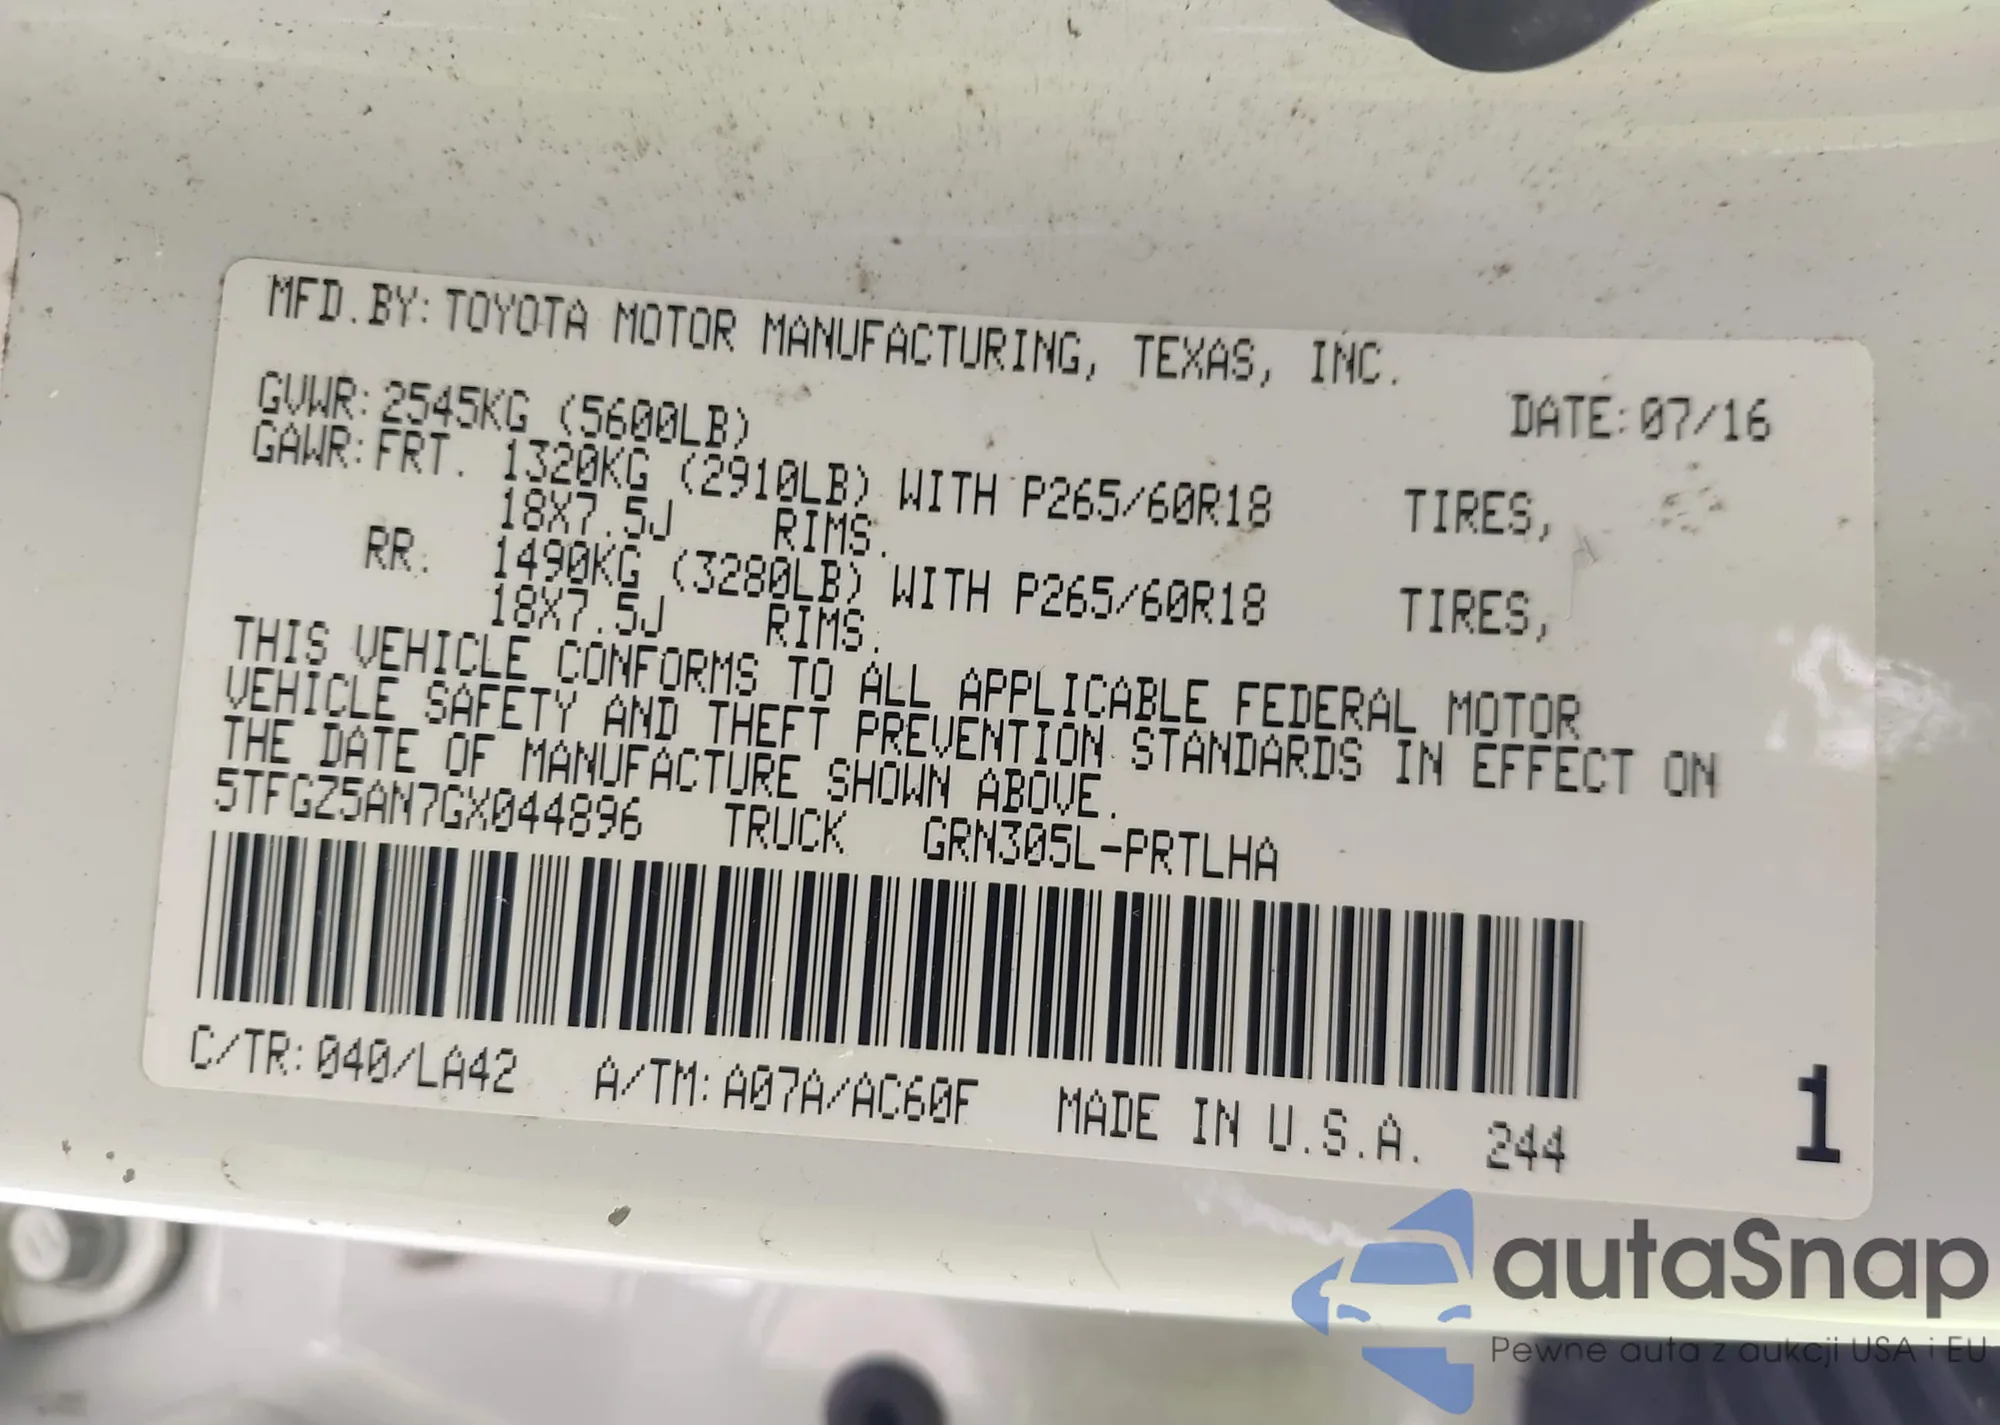 MFD.BY:TOYOTA MOTOR MANUFACTURING, TEXAS, INC.
GVWR:2545KG (5600LB) DATE:07/16
GAWR:FRT. 1320KG (2910LB) WITH P265/60R18 TIRES,
18X7.5J RIMS.
RR. 1490KG (3280LB) WITH P265/60R18 TIRES,
18X7.5J RIMS.
THIS VEHICLE CONFORMS TO ALL APPLICABLE FEDERAL MOTOR
VEHICLE SAFETY AND THEFT PREVENTION STANDARDS IN EFFECT ON
THE DATE OF MANUFACTURE SHOWN ABOVE.
5TFGZ5AN7GX044896 TRUCK GRN305L-PRTLHA
C/TR:040/LA42 A/TM:A07A/AC60F MADE IN U.S.A. 244 1
autaSnap
Pewne auta z aukcji USA i EU